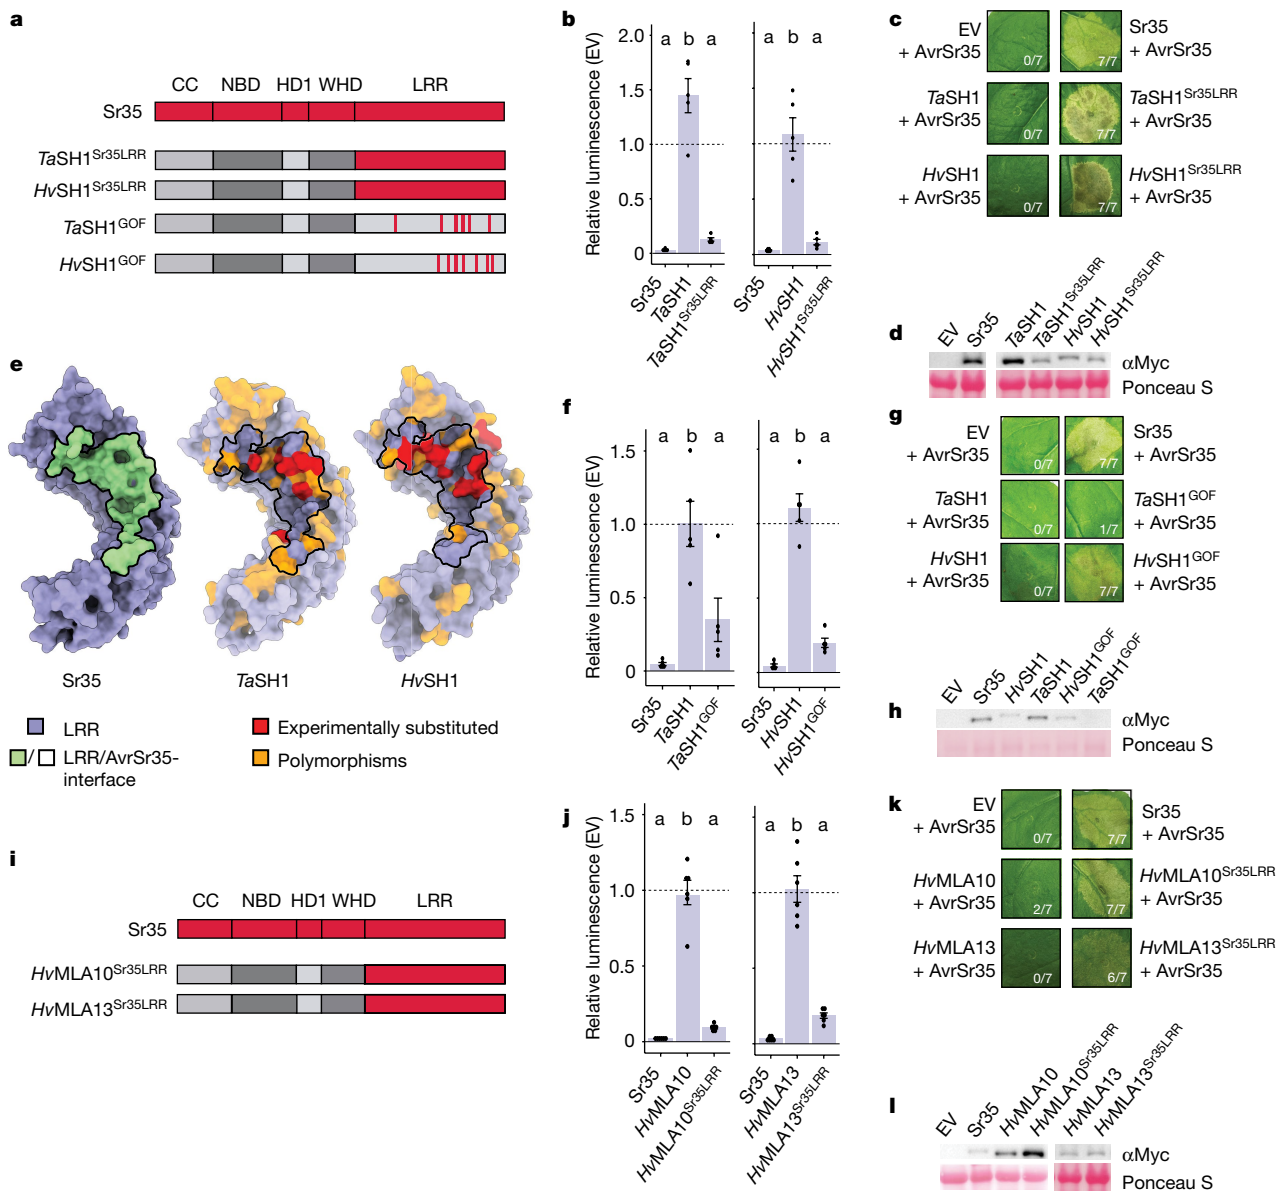 a
CC NBD HD1 WHD LRR
Sr35
TaSH1Sr35LRR
HvSH1Sr35LRR
TaSH1GOF
HvSH1GOF
b
Relative luminescence (EV)
2.0
1.5
1.0
0.5
0
a b a
a b a
Sr35
TaSH1
TaSH1Sr35LRR
Sr35
HvSH1
HvSH1Sr35LRR
c
EV
+ AvrSr35
0/7
7/7
Sr35
+ AvrSr35
TaSH1
+ AvrSr35
0/7
7/7
TaSH1Sr35LRR
+ AvrSr35
HvSH1
+ AvrSr35
0/7
7/7
HvSH1Sr35LRR
+ AvrSr35
d
EV
Sr35
TaSH1
TaSH1Sr35LRR
HvSH1
HvSH1Sr35LRR
αMyc
Ponceau S
e
Sr35
TaSH1
HvSH1
LRR
/ LRR/AvrSr35-
interface
Experimentally substituted
Polymorphisms
f
Relative luminescence (EV)
1.5
1.0
0.5
0
a b a
a b a
Sr35
TaSH1
TaSH1GOF
Sr35
HvSH1
HvSH1GOF
g
EV
+ AvrSr35
0/7
7/7
Sr35
+ AvrSr35
TaSH1
+ AvrSr35
0/7
1/7
TaSH1GOF
+ AvrSr35
HvSH1
+ AvrSr35
0/7
7/7
HvSH1GOF
+ AvrSr35
h
EV
Sr35
HvSH1
TaSH1
HvSH1GOF
TaSH1GOF
αMyc
Ponceau S
i
CC NBD HD1 WHD LRR
Sr35
HvMLA10Sr35LRR
HvMLA13Sr35LRR
j
Relative luminescence (EV)
1.5
1.0
0.5
0
a b a
a b a
Sr35
HvMLA10
HvMLA10Sr35LRR
Sr35
HvMLA13
HvMLA13Sr35LRR
k
EV
+ AvrSr35
0/7
7/7
Sr35
+ AvrSr35
HvMLA10
+ AvrSr35
2/7
7/7
HvMLA10Sr35LRR
+ AvrSr35
HvMLA13
+ AvrSr35
0/7
6/7
HvMLA13Sr35LRR
+ AvrSr35
l
EV
Sr35
HvMLA10
HvMLA10Sr35LRR
HvMLA13
HvMLA13Sr35LRR
αMyc
Ponceau S